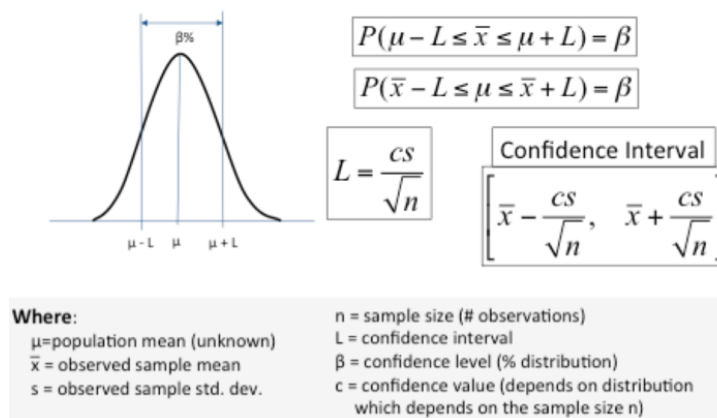 β%
P(μ − L ≤ x̄ ≤ μ + L) = β
P(x̄ − L ≤ μ ≤ x̄ + L) = β
L = cs/√n
Confidence Interval
[x̄ − cs/√n, x̄ + cs/√n
μ - L μ μ + L
Where:
μ=population mean (unknown)
x̄ = observed sample mean
s = observed sample std. dev.
n = sample size (# observations)
L = confidence interval
β = confidence level (% distribution)
c = confidence value (depends on distribution
which depends on the sample size n)